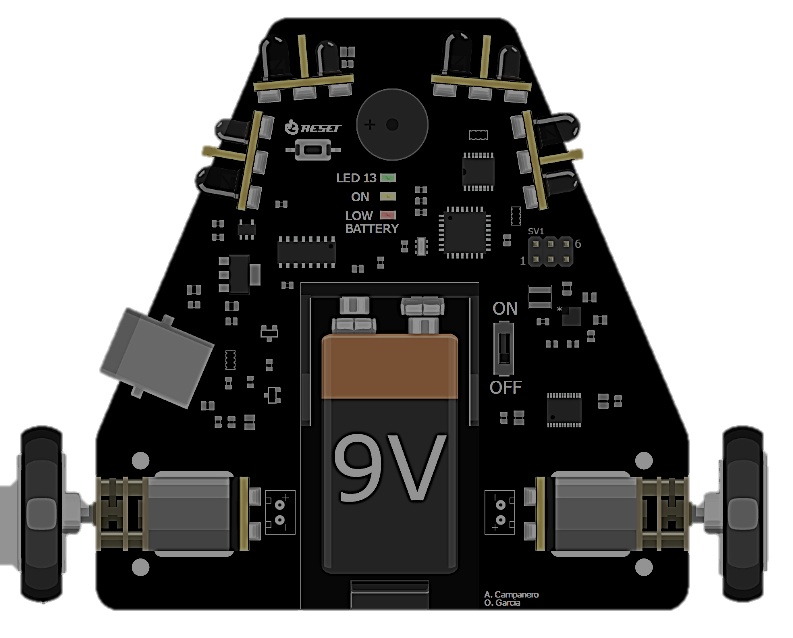 RESET
LED 13
ON
LOW
BATTERY
SV1
6
1
ON
OFF
9V
+
+
A. Campanero
O. Garcia